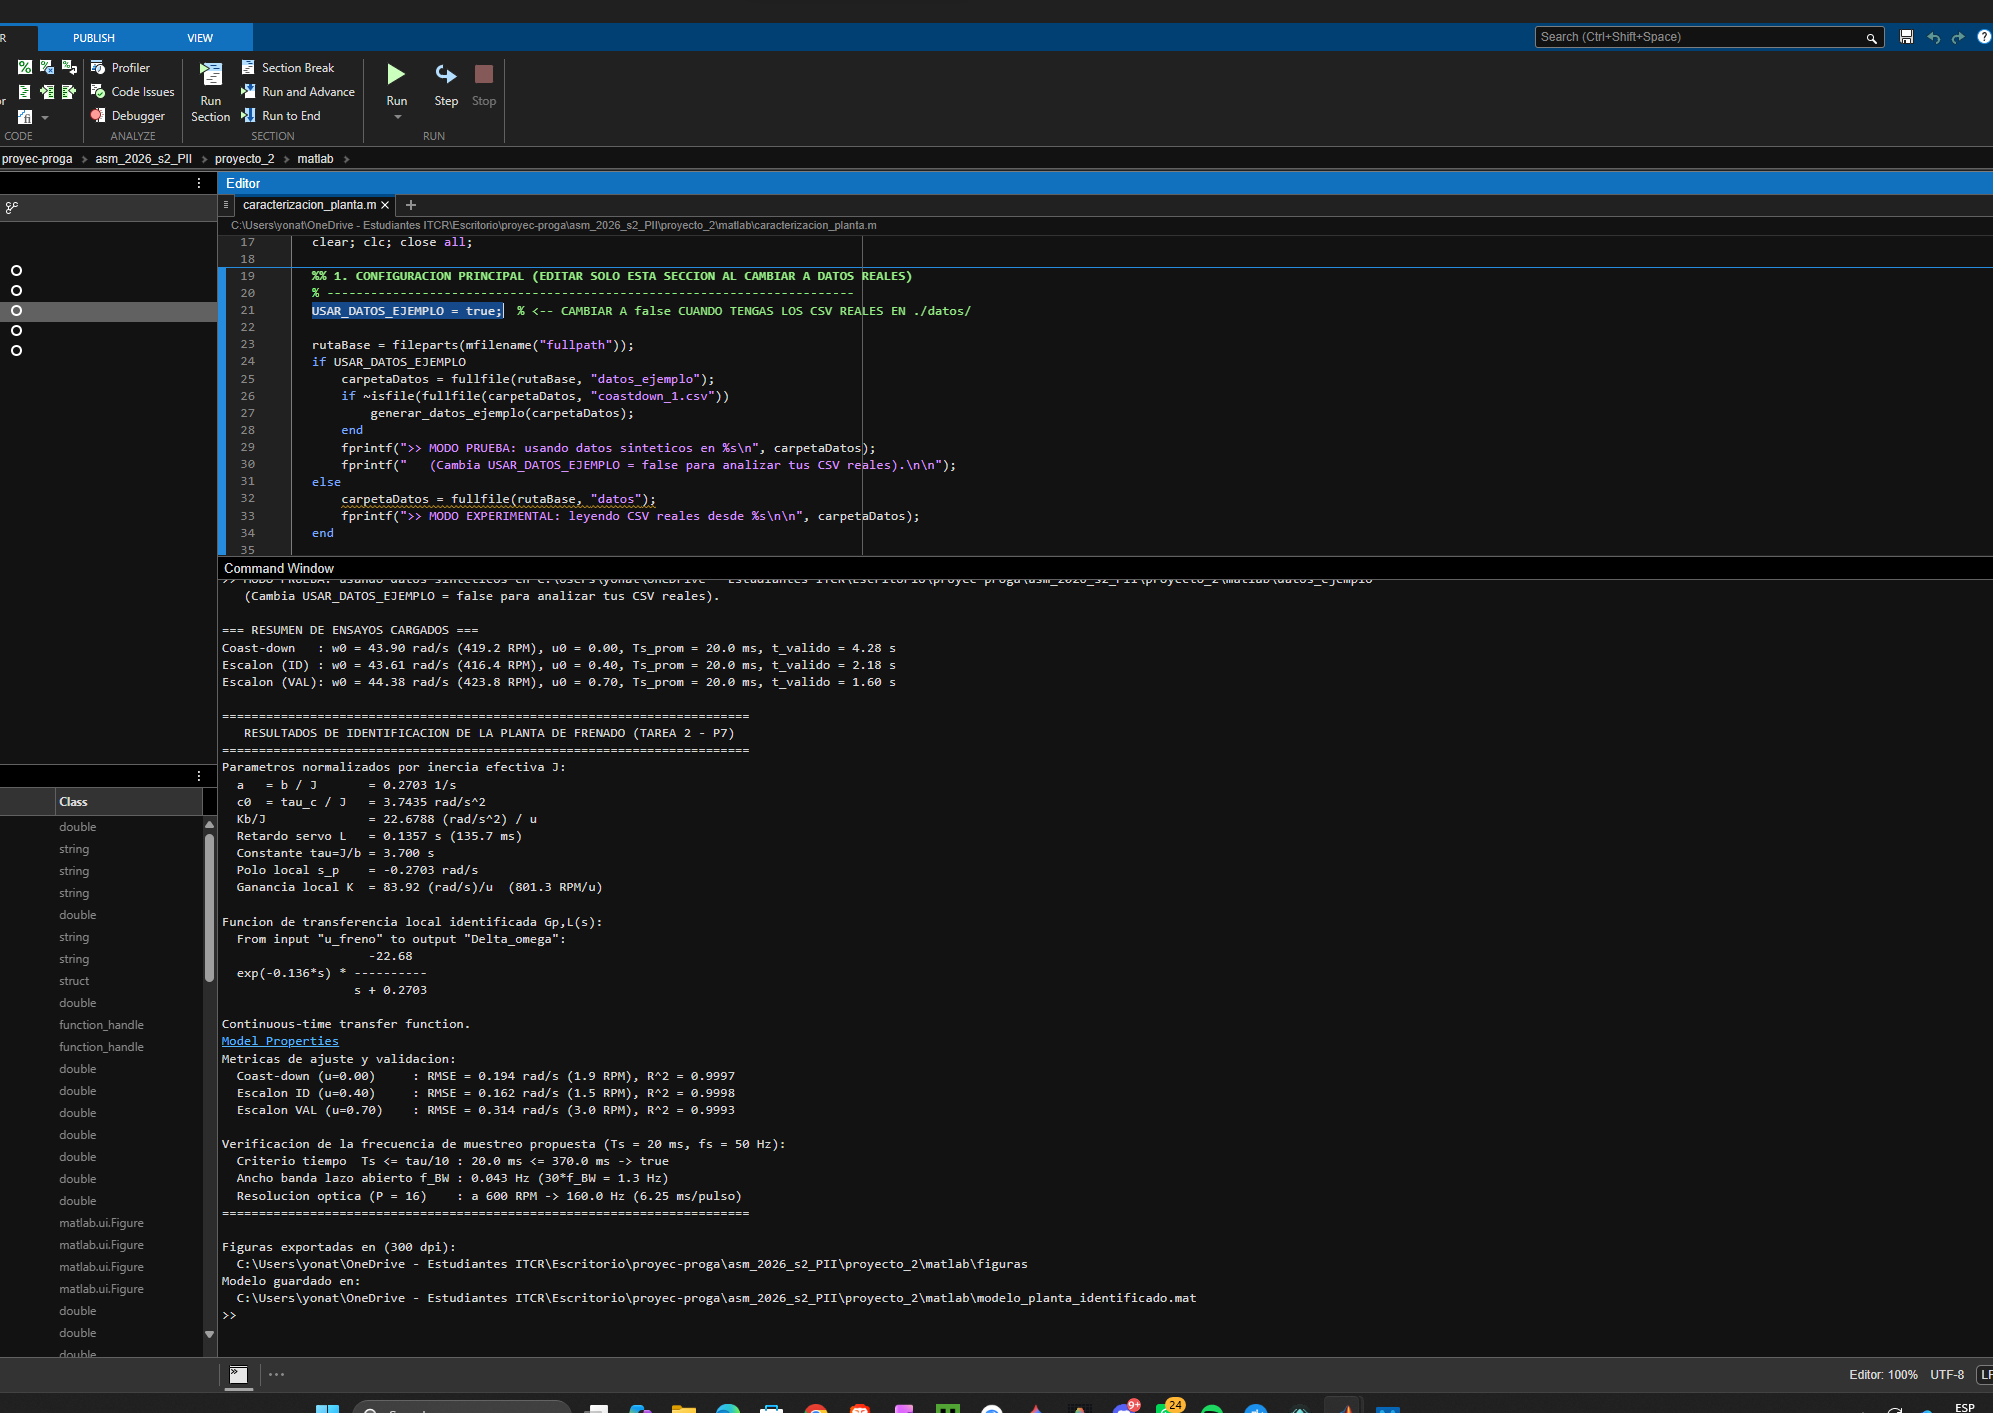 R
PUBLISH
VIEW
Search (Ctrl+Shift+Space)
Profiler
Code Issues
Debugger
Section Break
Run and Advance
Run to End
Run Section
Run
Step
Stop
or
CODE
ANALYZE
SECTION
RUN
proyec-proga › asm_2026_s2_PII › proyecto_2 › matlab ›
Editor
caracterizacion_planta.m × +
C:\Users\yonat\OneDrive - Estudiantes ITCR\Escritorio\proyec-proga\asm_2026_s2_PII\proyecto_2\matlab\caracterizacion_planta.m
17 clear; clc; close all;
18
19 %% 1. CONFIGURACION PRINCIPAL (EDITAR SOLO ESTA SECCION AL CAMBIAR A DATOS REALES)
20 % ------------------------------------------------------------------------
21 USAR_DATOS_EJEMPLO = true; % <-- CAMBIAR A false CUANDO TENGAS LOS CSV REALES EN ./datos/
22
23 rutaBase = fileparts(mfilename("fullpath"));
24 if USAR_DATOS_EJEMPLO
25 carpetaDatos = fullfile(rutaBase, "datos_ejemplo");
26 if ~isfile(fullfile(carpetaDatos, "coastdown_1.csv"))
27 generar_datos_ejemplo(carpetaDatos);
28 end
29 fprintf(">> MODO PRUEBA: usando datos sinteticos en %s\n", carpetaDatos);
30 fprintf("   (Cambia USAR_DATOS_EJEMPLO = false para analizar tus CSV reales).\n\n");
31 else
32 carpetaDatos = fullfile(rutaBase, "datos");
33 fprintf(">> MODO EXPERIMENTAL: leyendo CSV reales desde %s\n\n", carpetaDatos);
34 end
35
Command Window
>> MODO PRUEBA: usando datos sinteticos en C:\Users\yonat\OneDrive - Estudiantes ITCR\Escritorio\proyec-proga\asm_2026_s2_PII\proyecto_2\matlab\datos_ejemplo
(Cambia USAR_DATOS_EJEMPLO = false para analizar tus CSV reales).
=== RESUMEN DE ENSAYOS CARGADOS ===
Coast-down   : w0 = 43.90 rad/s (419.2 RPM), u0 = 0.00, Ts_prom = 20.0 ms, t_valido = 4.28 s
Escalon (ID) : w0 = 43.61 rad/s (416.4 RPM), u0 = 0.40, Ts_prom = 20.0 ms, t_valido = 2.18 s
Escalon (VAL): w0 = 44.38 rad/s (423.8 RPM), u0 = 0.70, Ts_prom = 20.0 ms, t_valido = 1.60 s
========================================================================
RESULTADOS DE IDENTIFICACION DE LA PLANTA DE FRENADO (TAREA 2 - P7)
========================================================================
Parametros normalizados por inercia efectiva J:
a   = b / J       = 0.2703 1/s
c0  = tau_c / J   = 3.7435 rad/s^2
Kb/J              = 22.6788 (rad/s^2) / u
Retardo servo L   = 0.1357 s (135.7 ms)
Constante tau=J/b = 3.700 s
Polo local s_p    = -0.2703 rad/s
Ganancia local K  = 83.92 (rad/s)/u  (801.3 RPM/u)
Funcion de transferencia local identificada Gp,L(s):
From input "u_freno" to output "Delta_omega":
-22.68
exp(-0.136*s) * ----------
s + 0.2703
Continuous-time transfer function.
Model Properties
Metricas de ajuste y validacion:
Coast-down (u=0.00)     : RMSE = 0.194 rad/s (1.9 RPM), R^2 = 0.9997
Escalon ID (u=0.40)     : RMSE = 0.162 rad/s (1.5 RPM), R^2 = 0.9998
Escalon VAL (u=0.70)    : RMSE = 0.314 rad/s (3.0 RPM), R^2 = 0.9993
Verificacion de la frecuencia de muestreo propuesta (Ts = 20 ms, fs = 50 Hz):
Criterio tiempo  Ts <= tau/10 : 20.0 ms <= 370.0 ms -> true
Ancho banda lazo abierto f_BW : 0.043 Hz (30*f_BW = 1.3 Hz)
Resolucion optica (P = 16)    : a 600 RPM -> 160.0 Hz (6.25 ms/pulso)
========================================================================
Figuras exportadas en (300 dpi):
C:\Users\yonat\OneDrive - Estudiantes ITCR\Escritorio\proyec-proga\asm_2026_s2_PII\proyecto_2\matlab\figuras
Modelo guardado en:
C:\Users\yonat\OneDrive - Estudiantes ITCR\Escritorio\proyec-proga\asm_2026_s2_PII\proyecto_2\matlab\modelo_planta_identificado.mat
>>
Class
double
string
string
string
double
string
string
struct
double
function_handle
function_handle
double
double
double
double
double
double
double
matlab.ui.Figure
matlab.ui.Figure
matlab.ui.Figure
matlab.ui.Figure
double
double
double
Editor: 100% UTF-8 LF
9+
24
ESP